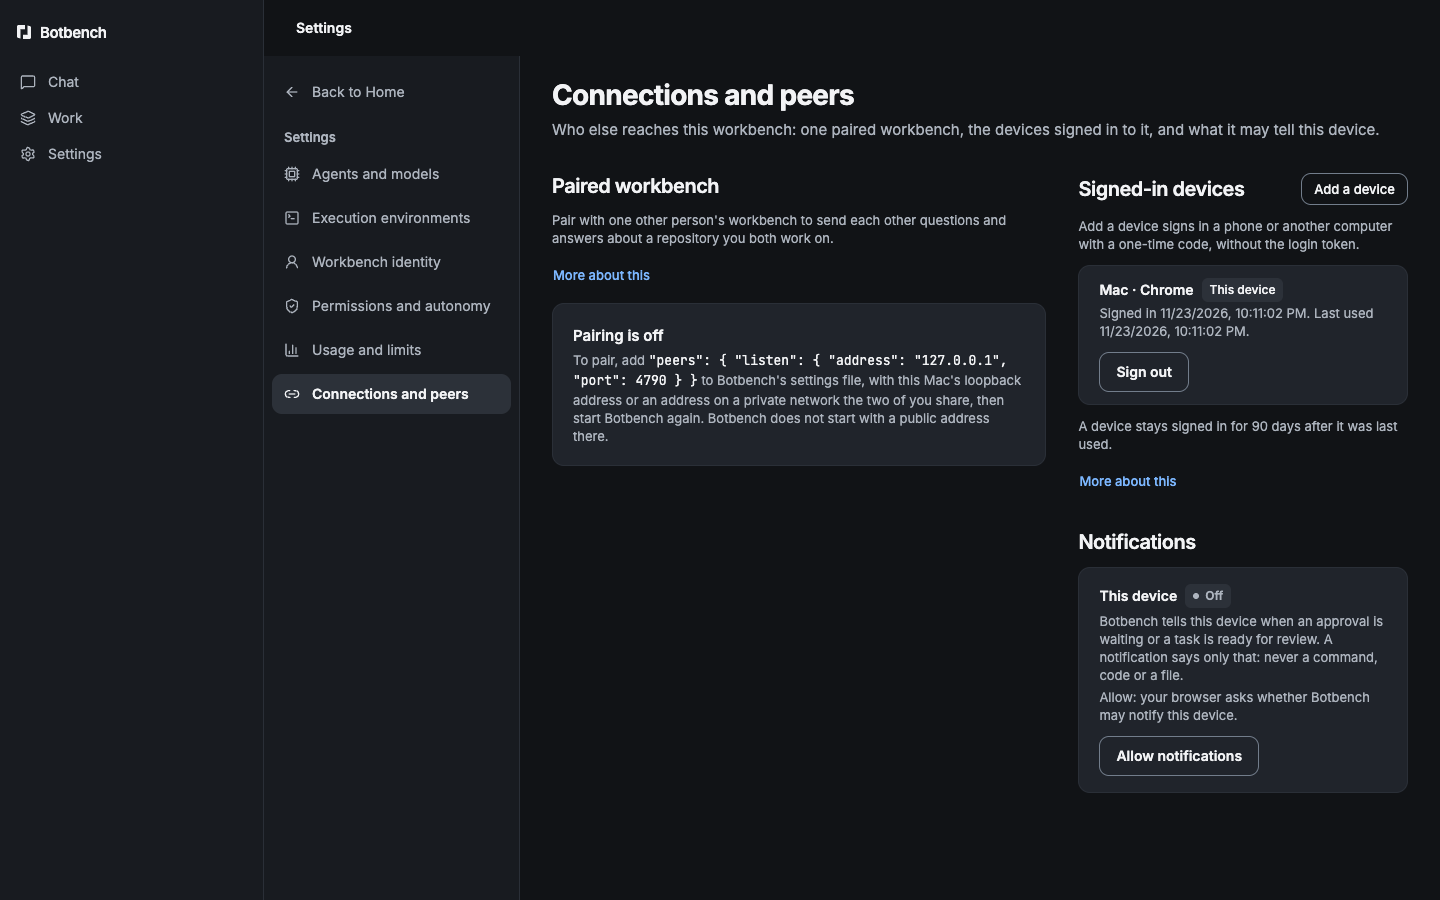 Botbench
Chat
Work
Settings
Settings
Back to Home
Settings
Agents and models
Execution environments
Workbench identity
Permissions and autonomy
Usage and limits
Connections and peers
Connections and peers
Who else reaches this workbench: one paired workbench, the devices signed in to it, and what it may tell this device.
Paired workbench
Pair with one other person's workbench to send each other questions and
answers about a repository you both work on.
More about this
Pairing is off
To pair, add "peers": { "listen": { "address": "127.0.0.1",
"port": 4790 } } to Botbench's settings file, with this Mac's loopback
address or an address on a private network the two of you share, then
start Botbench again. Botbench does not start with a public address
there.
Signed-in devices
Add a device
Add a device signs in a phone or another computer
with a one-time code, without the login token.
Mac · Chrome
This device
Signed in 11/23/2026, 10:11:02 PM. Last used
11/23/2026, 10:11:02 PM.
Sign out
A device stays signed in for 90 days after it was last
used.
More about this
Notifications
This device
Off
Botbench tells this device when an approval is
waiting or a task is ready for review. A
notification says only that: never a command,
code or a file.
Allow: your browser asks whether Botbench
may notify this device.
Allow notifications